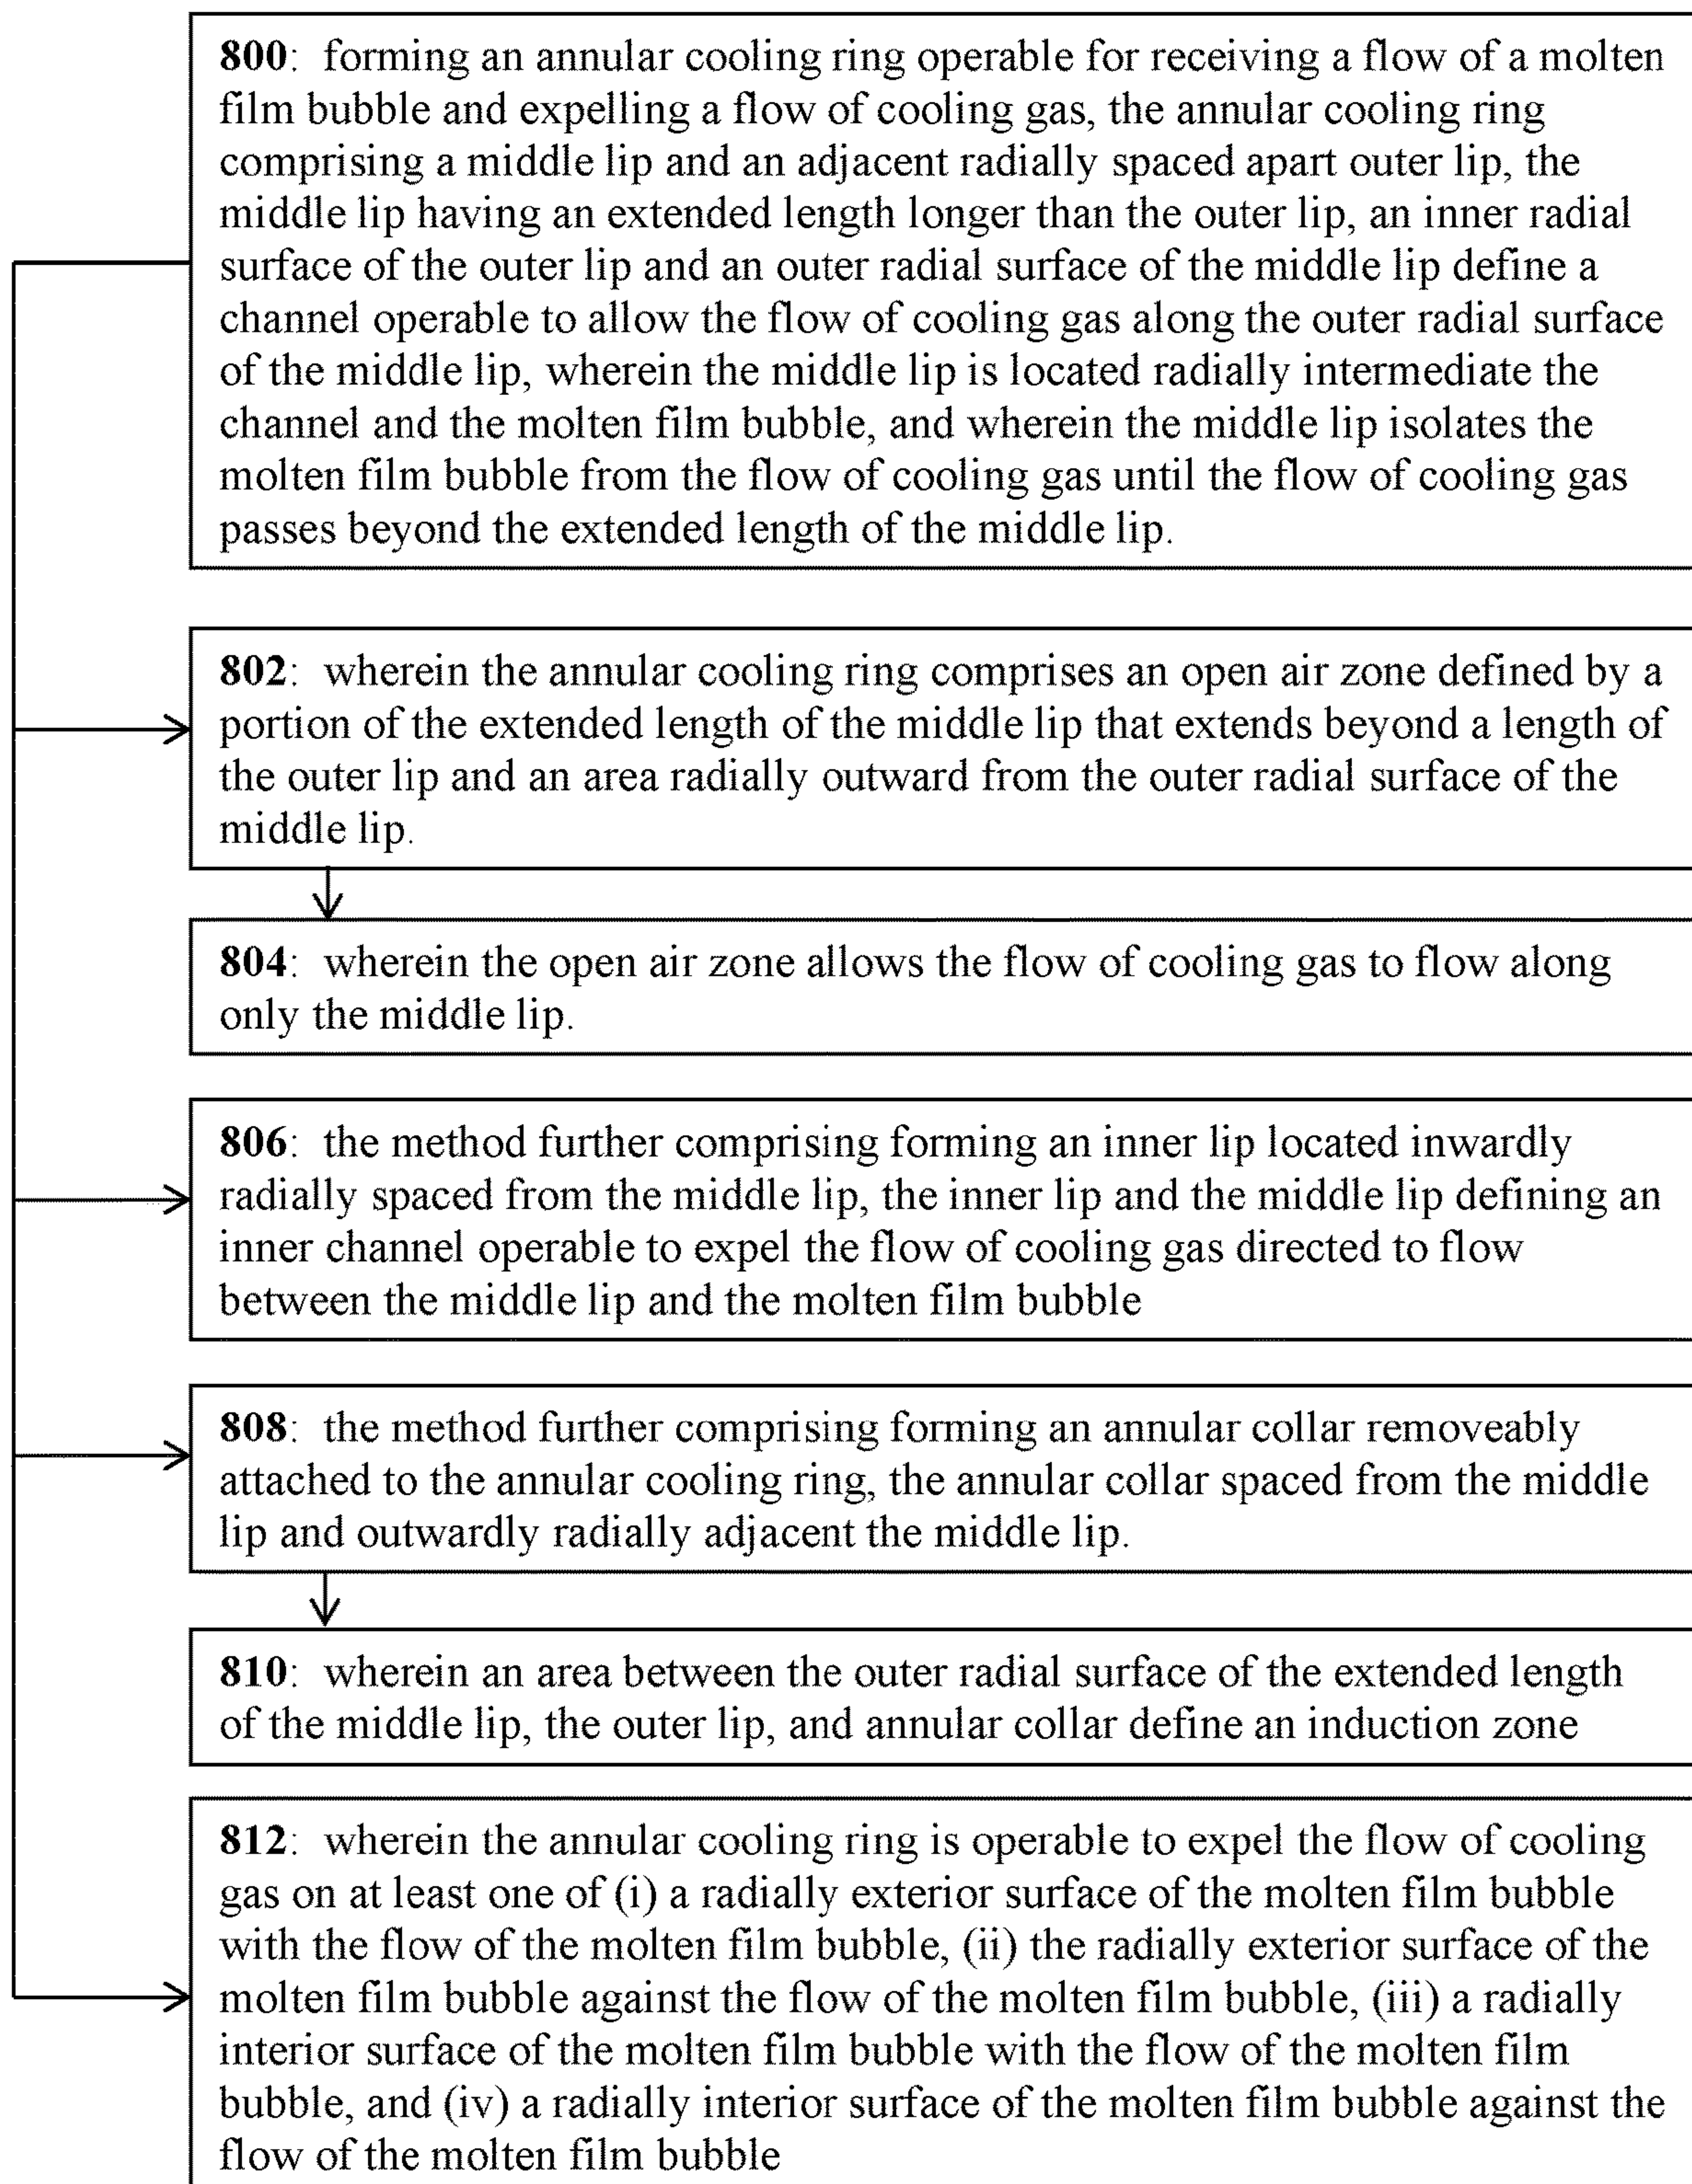 800: forming an annular cooling ring operable for receiving a flow of a molten
film bubble and expelling a flow of cooling gas, the annular cooling ring
comprising a middle lip and an adjacent radially spaced apart outer lip, the
middle lip having an extended length longer than the outer lip, an inner radial
surface of the outer lip and an outer radial surface of the middle lip define a
channel operable to allow the flow of cooling gas along the outer radial surface
of the middle lip, wherein the middle lip is located radially intermediate the
channel and the molten film bubble, and wherein the middle lip isolates the
molten film bubble from the flow of cooling gas until the flow of cooling gas
passes beyond the extended length of the middle lip.
802: wherein the annular cooling ring comprises an open air zone defined by a
portion of the extended length of the middle lip that extends beyond a length of
the outer lip and an area radially outward from the outer radial surface of the
middle lip.
804: wherein the open air zone allows the flow of cooling gas to flow along
only the middle lip.
806: the method further comprising forming an inner lip located inwardly
radially spaced from the middle lip, the inner lip and the middle lip defining an
inner channel operable to expel the flow of cooling gas directed to flow
between the middle lip and the molten film bubble
808: the method further comprising forming an annular collar removeably
attached to the annular cooling ring, the annular collar spaced from the middle
lip and outwardly radially adjacent the middle lip.
810: wherein an area between the outer radial surface of the extended length
of the middle lip, the outer lip, and annular collar define an induction zone
812: wherein the annular cooling ring is operable to expel the flow of cooling
gas on at least one of (i) a radially exterior surface of the molten film bubble
with the flow of the molten film bubble, (ii) the radially exterior surface of the
molten film bubble against the flow of the molten film bubble, (iii) a radially
interior surface of the molten film bubble with the flow of the molten film
bubble, and (iv) a radially interior surface of the molten film bubble against the
flow of the molten film bubble